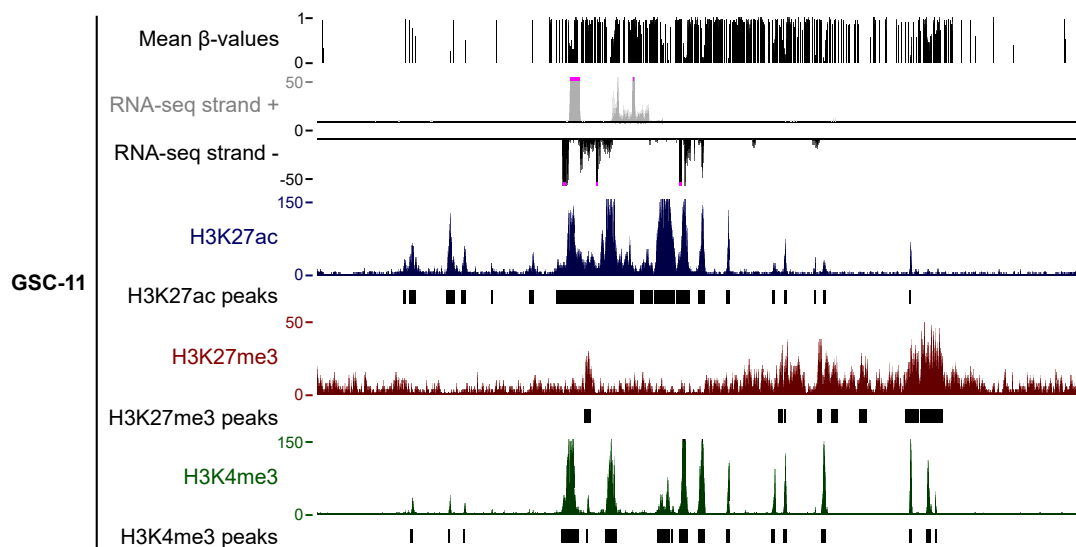 1
Mean β-values
0
50
RNA-seq strand +
0
RNA-seq strand -
-50
150
H3K27ac
0
GSC-11
H3K27ac peaks
50
H3K27me3
0
H3K27me3 peaks
150
H3K4me3
0
H3K4me3 peaks